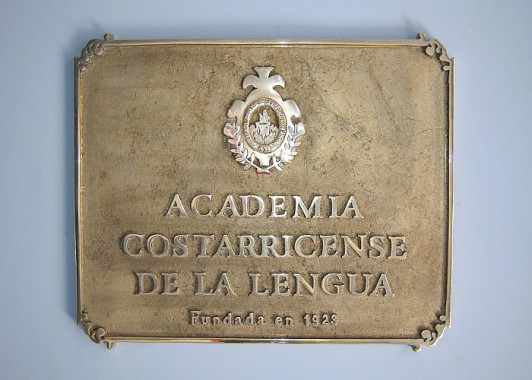 ACADEMIA
COSTARRICENSE
DE LA LENGUA
Fundada en 1923